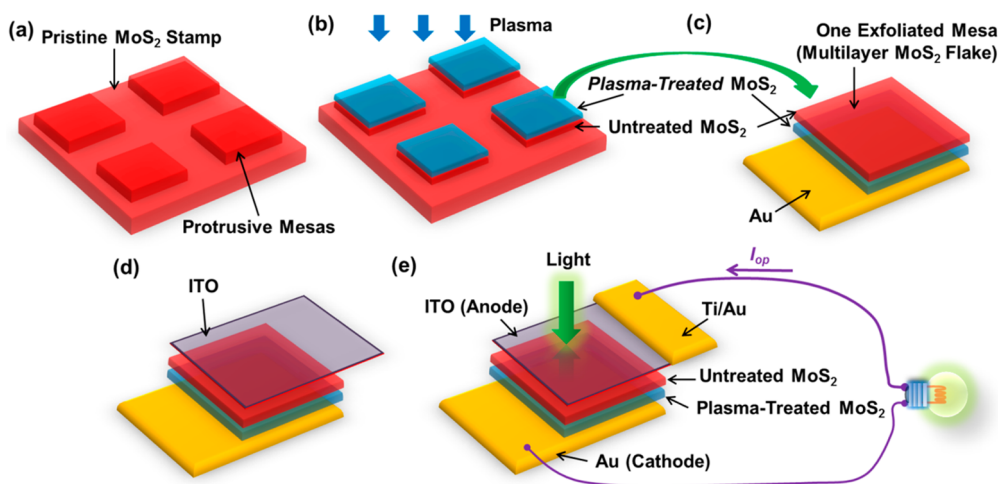 (a)
Pristine MoS₂ Stamp
Protrusive Mesas
(b)
Plasma
Plasma-Treated MoS₂
Untreated MoS₂
(c)
One Exfoliated Mesa
(Multilayer MoS₂ Flake)
Au
(d)
ITO
(e)
Light
ITO (Anode)
Iop
Ti/Au
Untreated MoS₂
Plasma-Treated MoS₂
Au (Cathode)